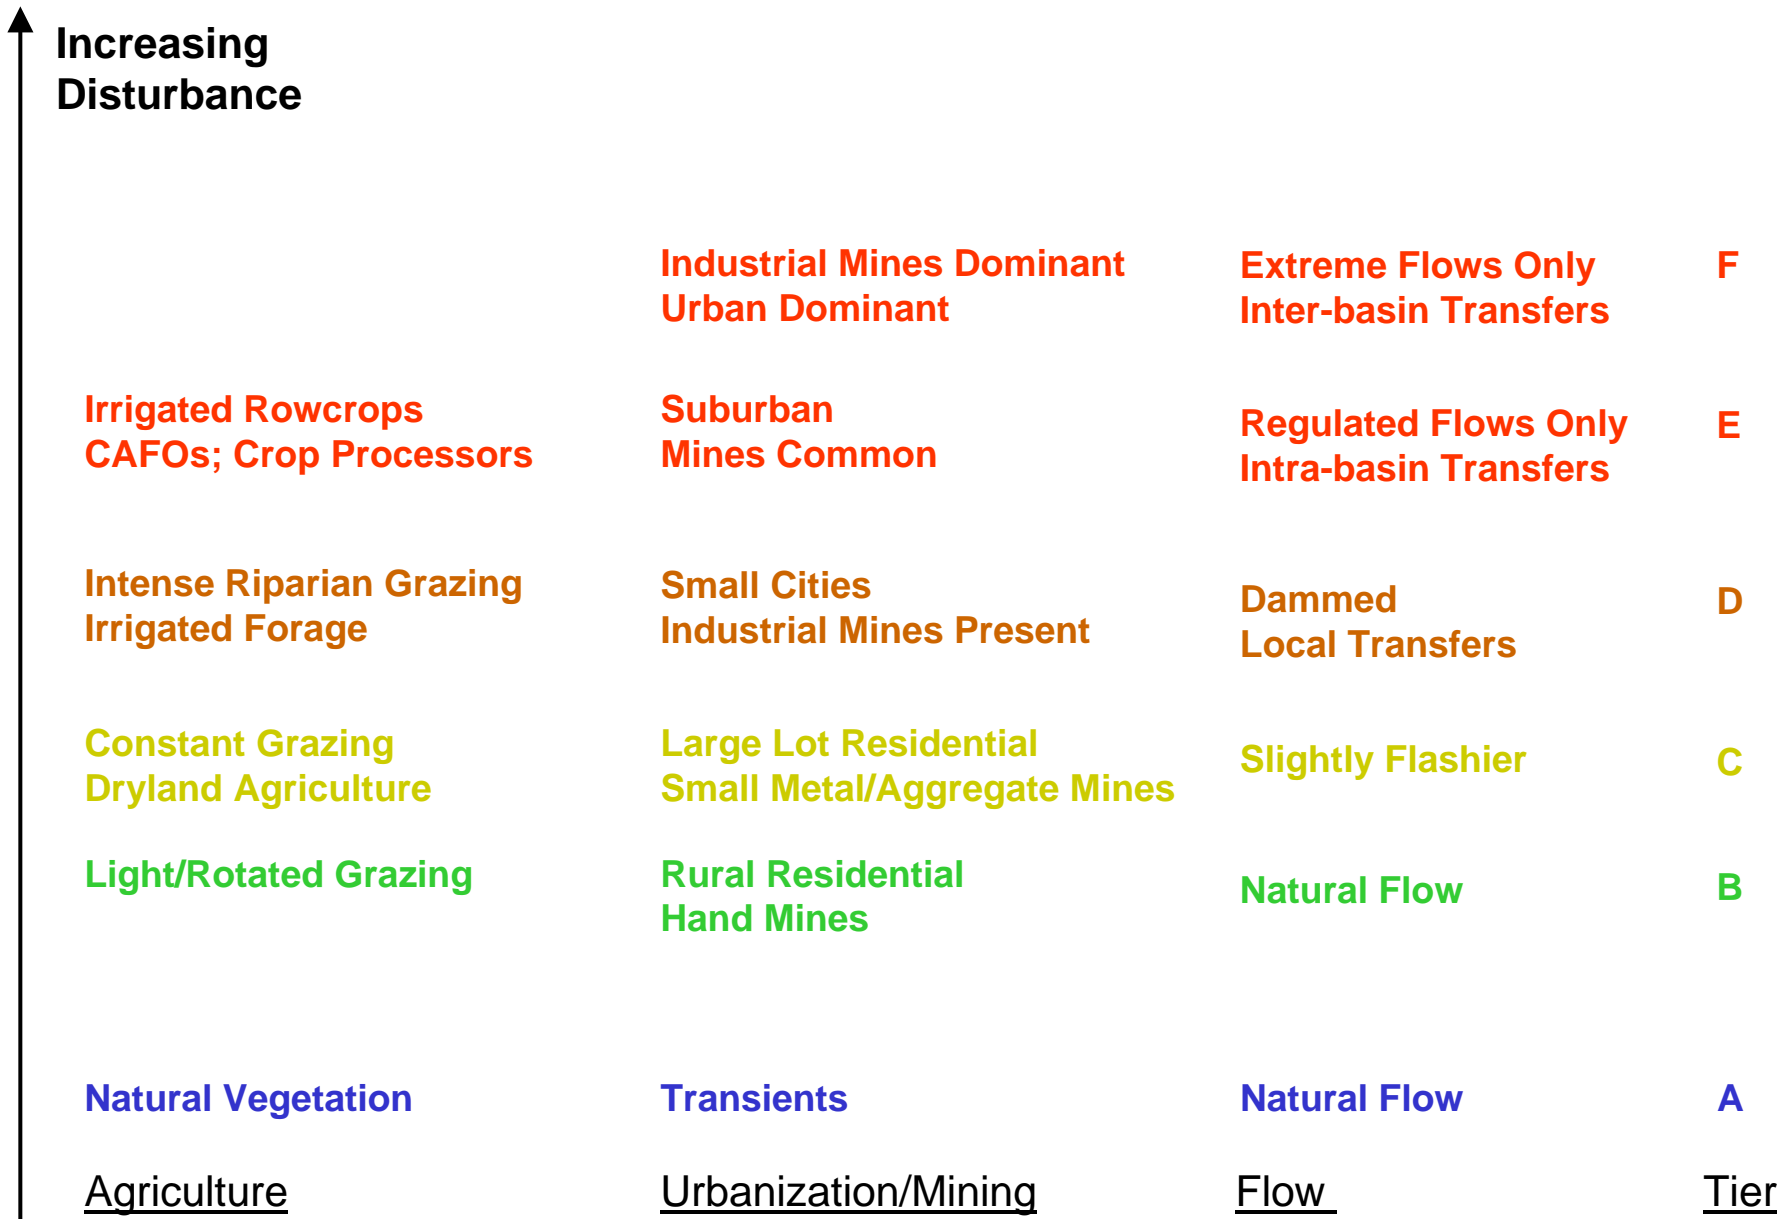 Increasing
Disturbance
Industrial Mines Dominant
Urban Dominant
Extreme Flows Only
Inter-basin Transfers
F
Irrigated Rowcrops
CAFOs; Crop Processors
Suburban
Mines Common
Regulated Flows Only
Intra-basin Transfers
E
Intense Riparian Grazing
Irrigated Forage
Small Cities
Industrial Mines Present
Dammed
Local Transfers
D
Constant Grazing
Dryland Agriculture
Large Lot Residential
Small Metal/Aggregate Mines
Slightly Flashier
C
Light/Rotated Grazing
Rural Residential
Hand Mines
Natural Flow
B
Natural Vegetation
Transients
Natural Flow
A
Agriculture
Urbanization/Mining
Flow
Tier